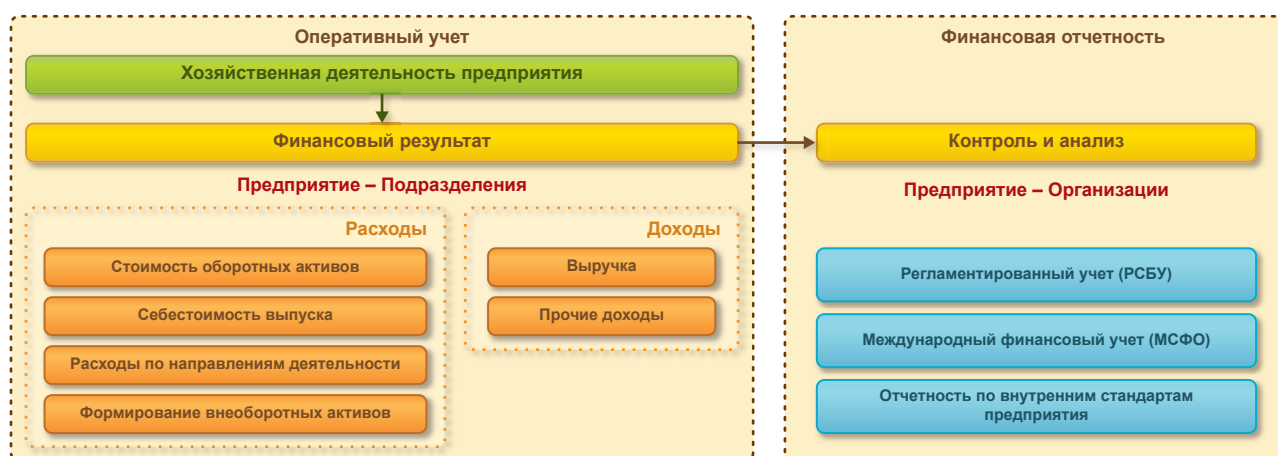 Оперативный учет
Хозяйственная деятельность предприятия
Финансовый результат
Предприятие – Подразделения
Расходы
Стоимость оборотных активов
Себестоимость выпуска
Расходы по направлениям деятельности
Формирование внеоборотных активов
Доходы
Выручка
Прочие доходы
Финансовая отчетность
Контроль и анализ
Предприятие – Организации
Регламентированный учет (РСБУ)
Международный финансовый учет (МСФО)
Отчетность по внутренним стандартам
предприятия